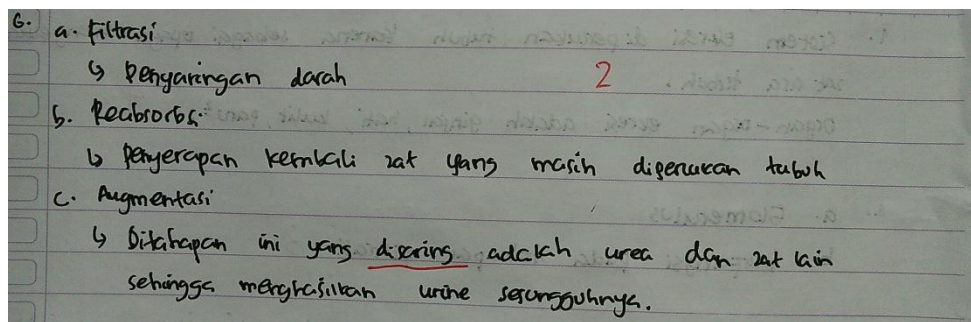 6.
a. Filtrasi
↳ Penyaringan darah 2
b. Reabsorbsi
↳ Penyerapan kembali zat yang masih diperlukan tubuh
c. Augmentasi
↳ Ditahapan ini yang disaring adalah urea dan zat lain
sehingga menghasilkan urine sesungguhnya.